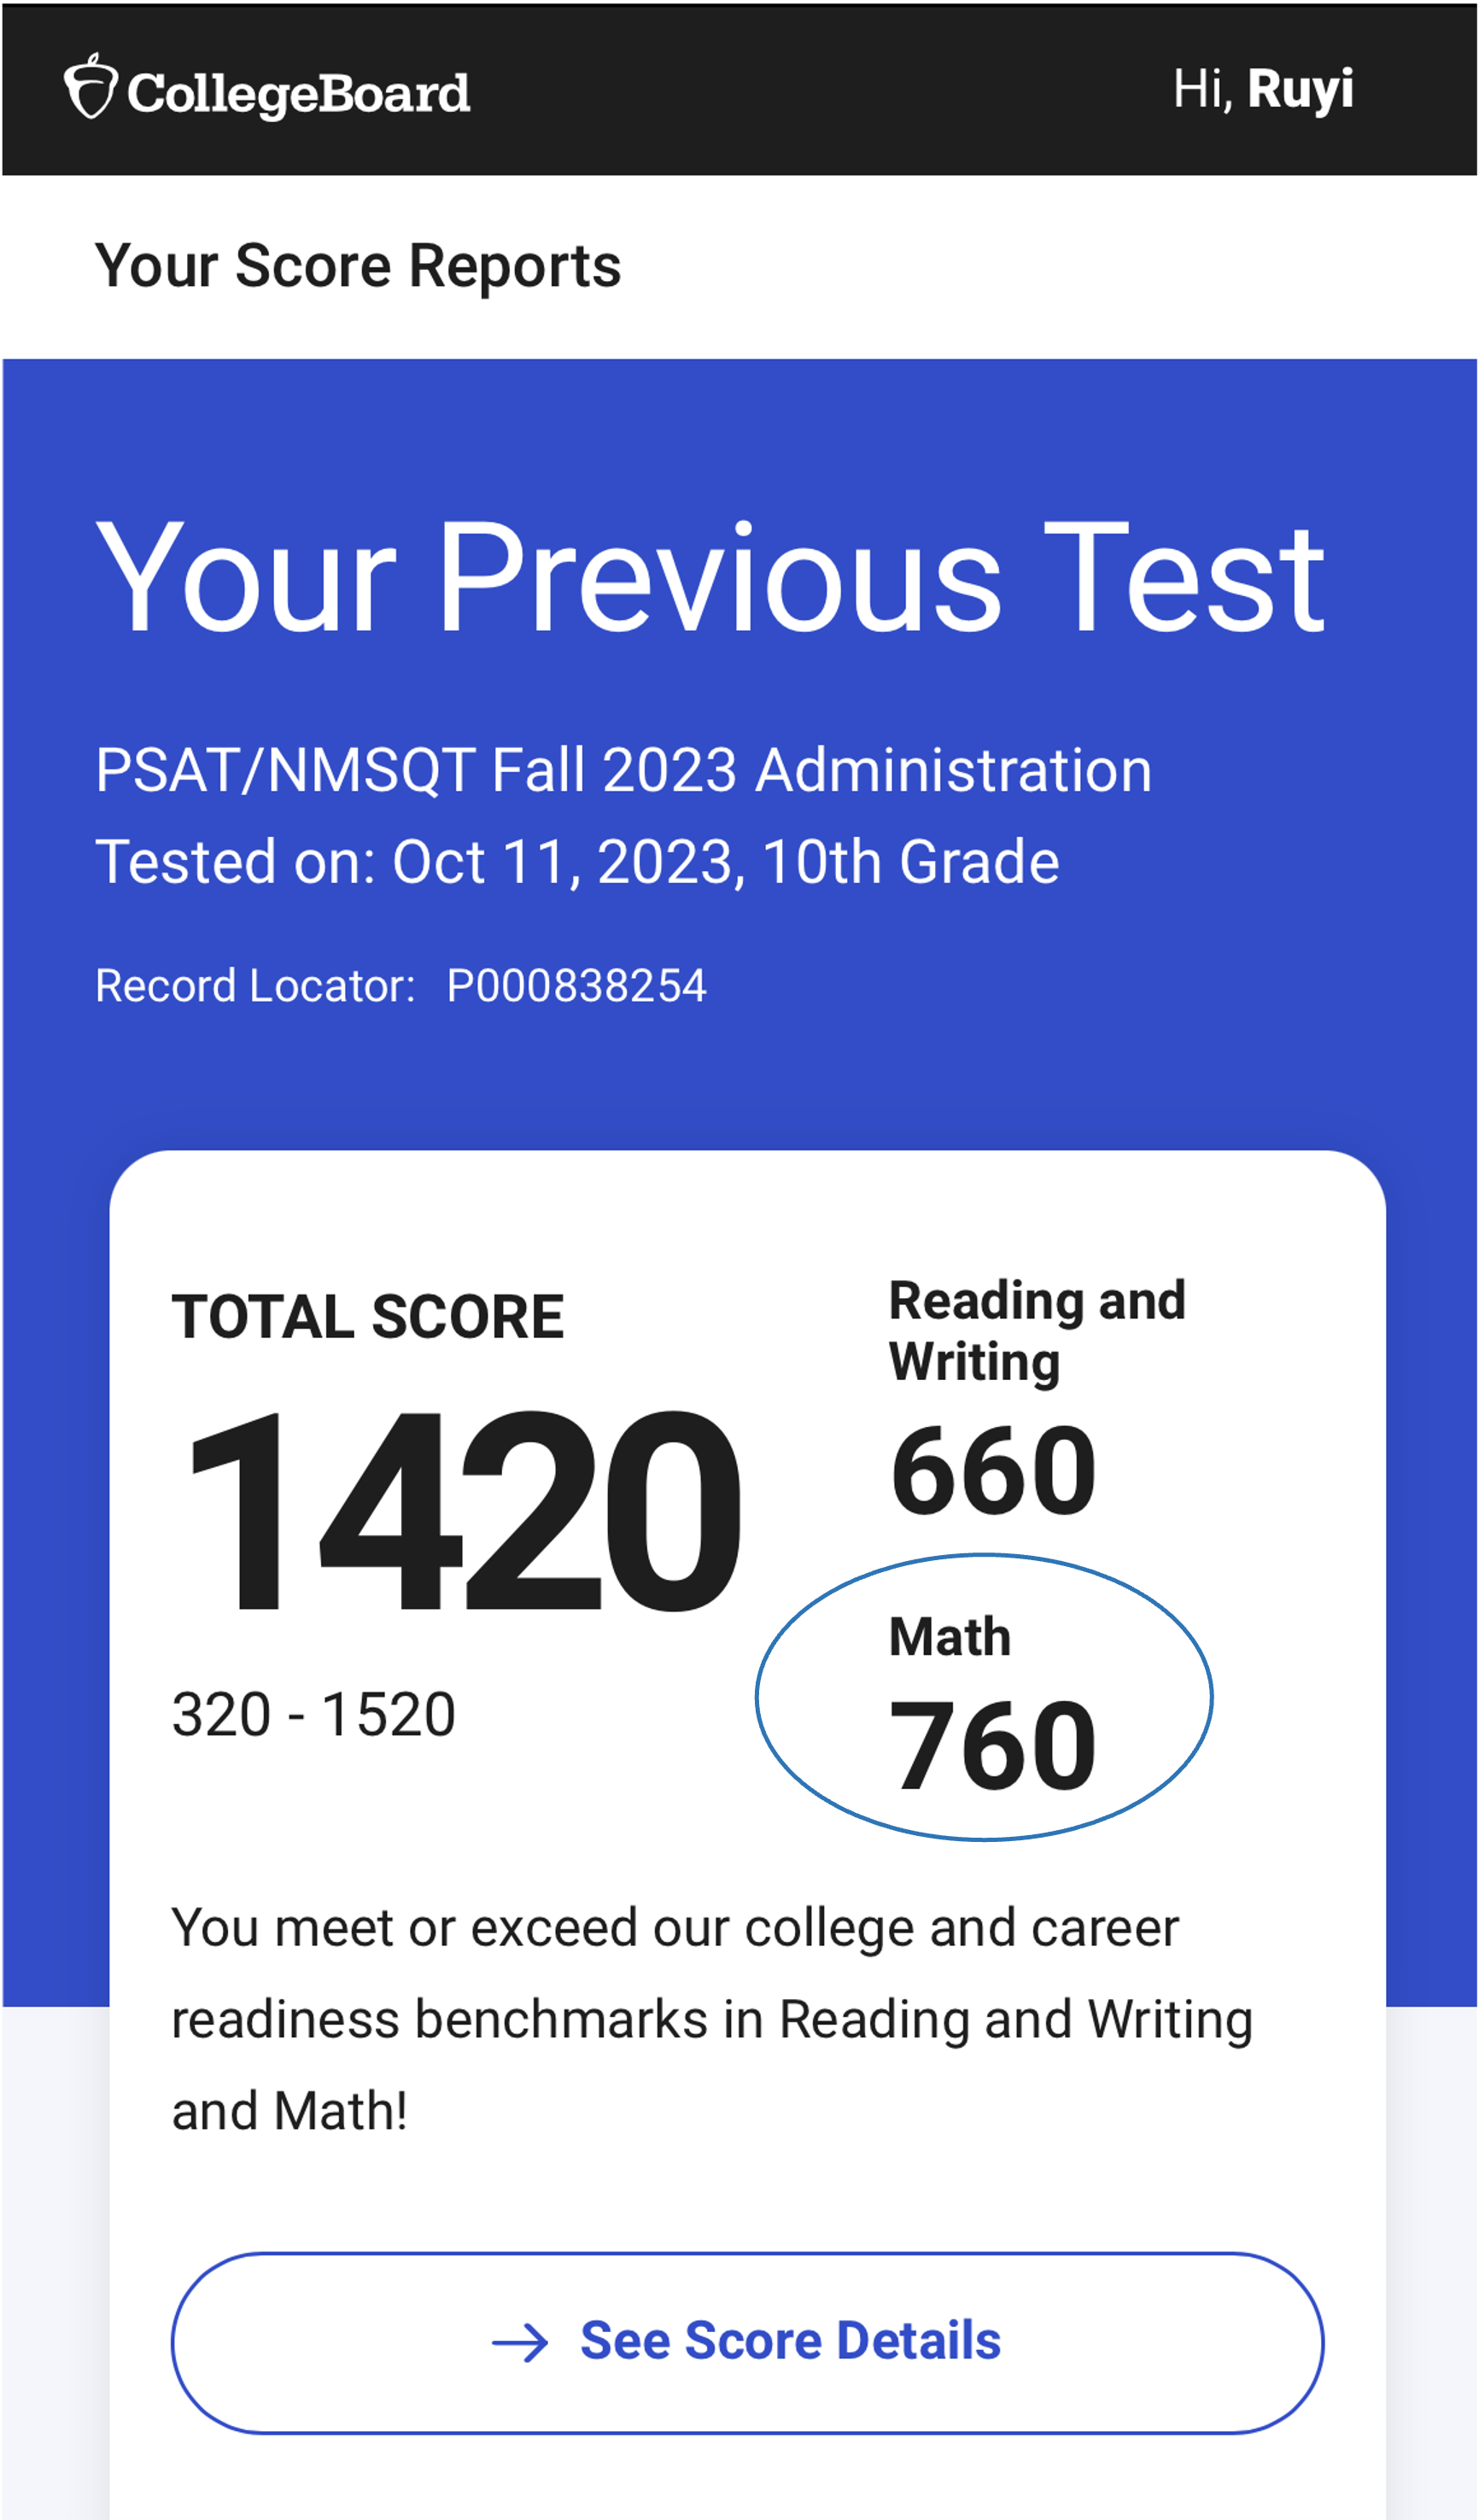 CollegeBoard
Hi, Ruyi
Your Score Reports
Your Previous Test
PSAT/NMSQT Fall 2023 Administration
Tested on: Oct 11, 2023, 10th Grade
Record Locator: P000838254
TOTAL SCORE
1420
320 - 1520
Reading and
Writing
660
Math
760
You meet or exceed our college and career
readiness benchmarks in Reading and Writing
and Math!
→ See Score Details